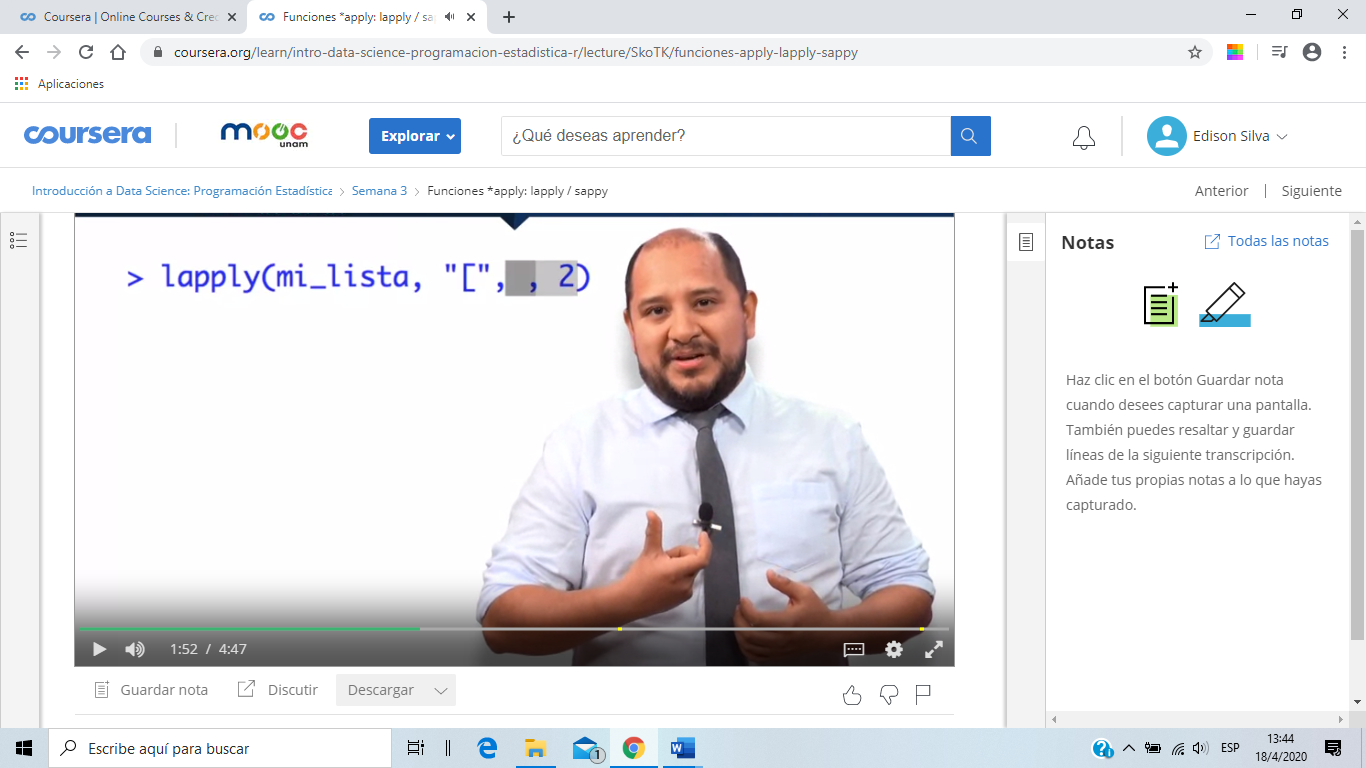 Coursera | Online Courses & Cre
Funciones *apply: lapply / sa
coursera.org/learn/intro-data-science-programacion-estadistica-r/lecture/SkoTK/funciones-apply-lapply-sappy
Aplicaciones
coursera
mooc
unam
Explorar
¿Qué deseas aprender?
Edison Silva
Introducción a Data Science: Programación Estadística
Semana 3
Funciones *apply: lapply / sappy
Anterior | Siguiente
> lapply(mi_lista, "[", , 2)
Notas
Todas las notas
Haz clic en el botón Guardar nota
cuando desees capturar una pantalla.
También puedes resaltar y guardar
líneas de la siguiente transcripción.
Añade tus propias notas a lo que hayas
capturado.
1:52 / 4:47
Guardar nota
Discutir
Descargar
Escribe aquí para buscar
1
ESP
13:44
18/4/2020